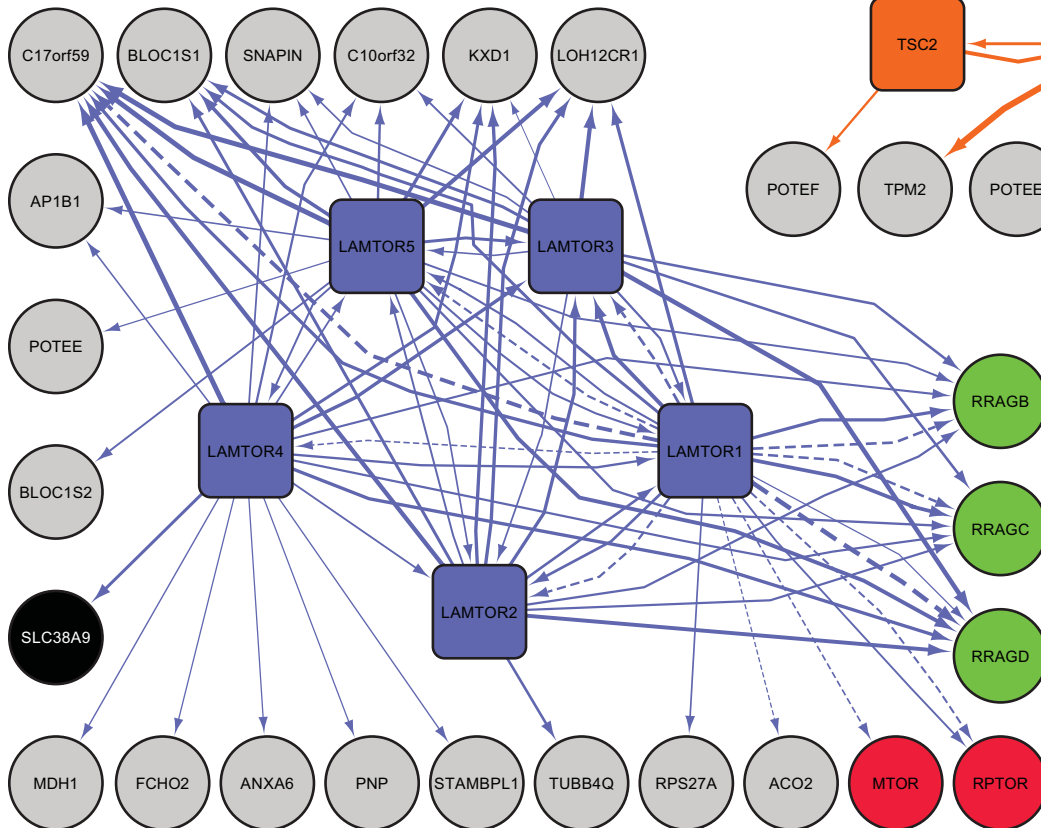 C17orf59
BLOC1S1
SNAPIN
C10orf32
KXD1
LOH12CR1
TSC2
AP1B1
POTEF
TPM2
POTEE
LAMTOR5
LAMTOR3
POTEE
RRAGB
LAMTOR4
LAMTOR1
BLOC1S2
RRAGC
LAMTOR2
SLC38A9
RRAGD
MDH1
FCHO2
ANXA6
PNP
STAMBPL1
TUBB4Q
RPS27A
ACO2
MTOR
RPTOR